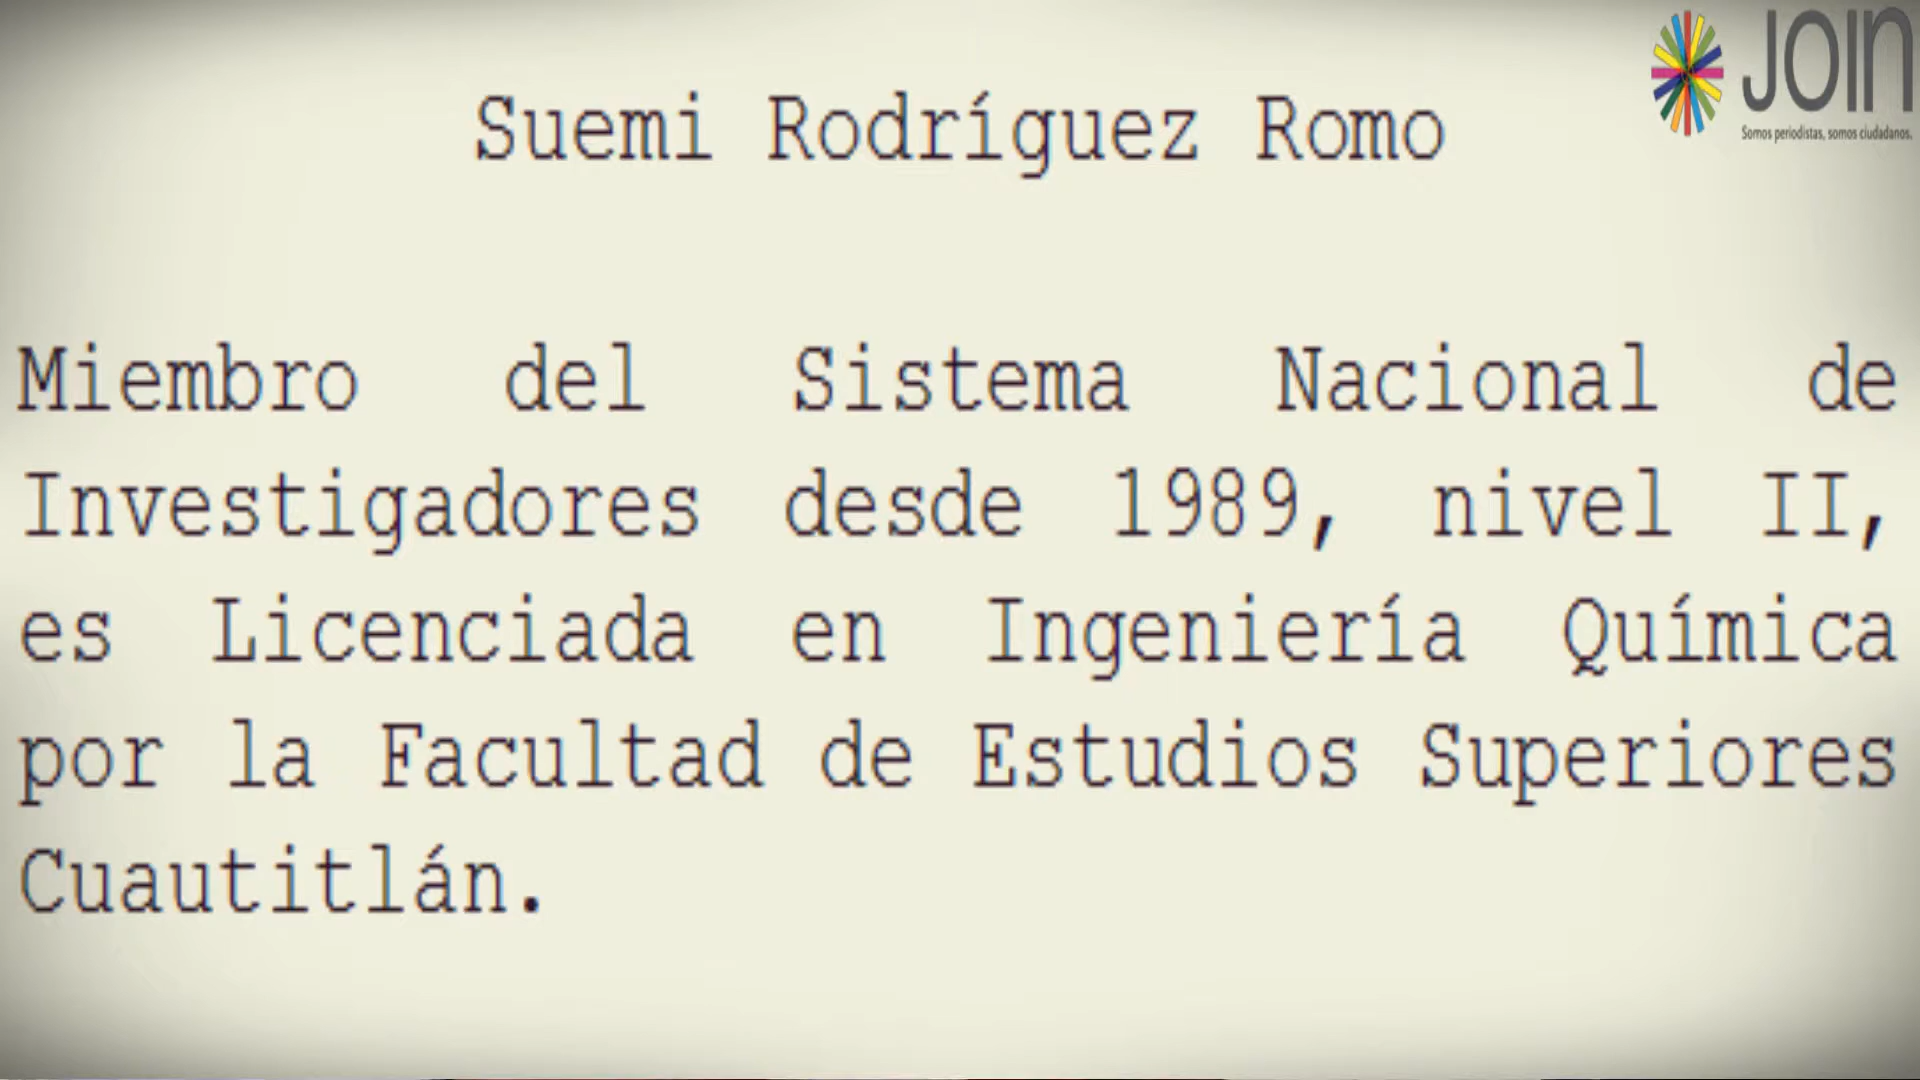 JOIN
Somos periodistas, somos ciudadanos.
Suemi Rodríguez Romo
Miembro del Sistema Nacional de
Investigadores desde 1989, nivel II,
es Licenciada en Ingeniería Química
por la Facultad de Estudios Superiores
Cuautitlán.